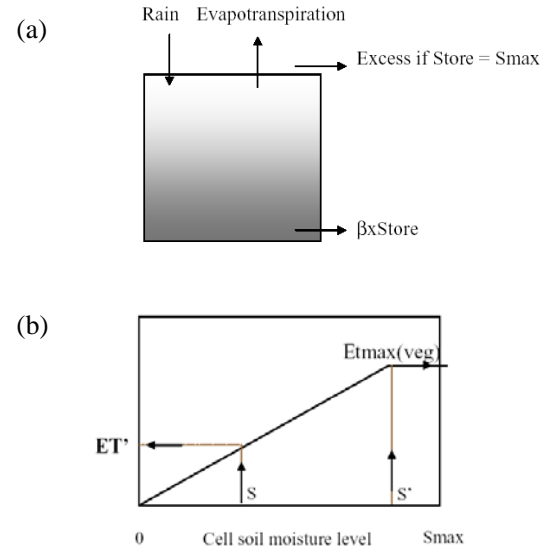 (a)
Rain Evapotranspiration
Excess if Store = Smax
βxStore
(b)
Etmax(veg)
ET’
S S’
0 Cell soil moisture level Smax